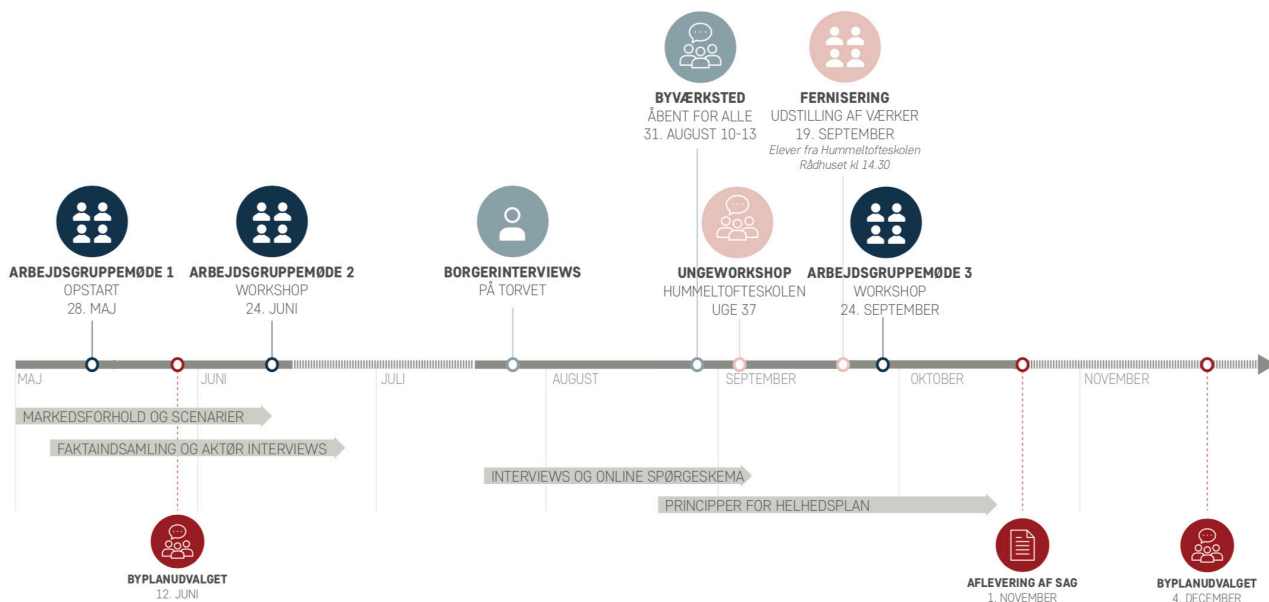 BYVÆRKSTED
ÅBENT FOR ALLE
31. AUGUST 10-13
FERNISERING
UDSTILLING AF VÆRKER
19. SEPTEMBER
Elever fra Hummeltofteskolen
Rådhuset kl 14.30
ARBEJDSGRUPPEMØDE 1
OPSTART
28. MAJ
ARBEJDSGRUPPEMØDE 2
WORKSHOP
24. JUNI
BORGERINTERVIEWS
PÅ TORVET
UNGEWORKSHOP
HUMMELTOFTESKOLEN
UGE 37
ARBEJDSGRUPPEMØDE 3
WORKSHOP
24. SEPTEMBER
MAJ
JUNI
JULI
AUGUST
SEPTEMBER
OKTOBER
NOVEMBER
MARKEDSFORHOLD OG SCENARIER
FAKTAINDSAMLING OG AKTØR INTERVIEWS
INTERVIEWS OG ONLINE SPØRGESKEMA
PRINCIPPER FOR HELHEDSPLAN
BYPLANUDVALGET
12. JUNI
AFLEVERING AF SAG
1. NOVEMBER
BYPLANUDVALGET
4. DECEMBER